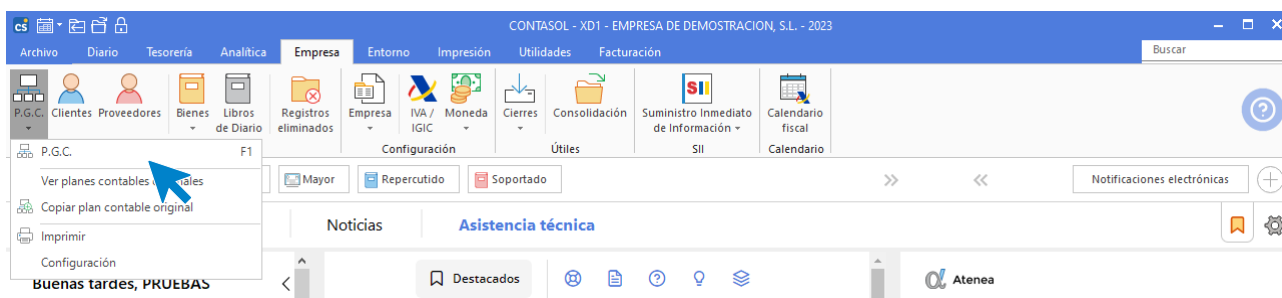 cs
CONTASOL - XD1 - EMPRESA DE DEMOSTRACION, S.L. - 2023
Archivo Diario Tesorería Analítica Empresa Entorno Impresión Utilidades Facturación Buscar
SII
P.G.C. Clientes Proveedores Bienes Libros de Diario Registros eliminados Empresa IVA / IGIC Moneda Cierres Consolidación Suministro Inmediato de Información Calendario fiscal
Configuración Útiles SII Calendario
P.G.C. F1
Ver planes contables
Copiar plan contable original
Imprimir
Configuración
Mayor Repercutido Soportado Notificaciones electrónicas
Noticias Asistencia técnica
Buenas tardes, PRUEBAS
Destacados
Atenea